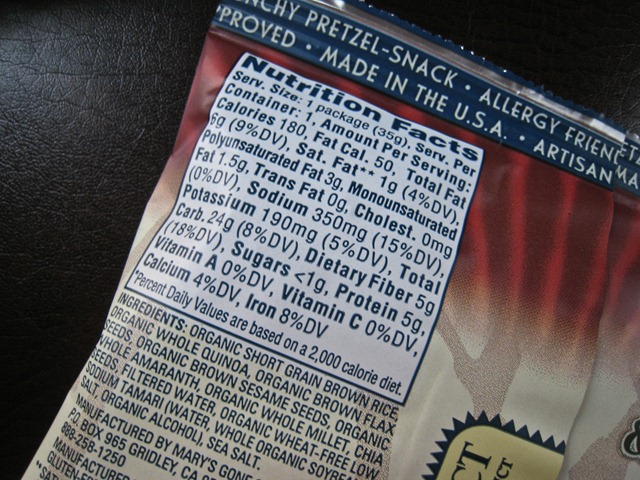 NCHY PRETZEL-SNACK • ALLERGY FRIEN
PROVED • MADE IN THE U.S.A. • ARTISAN
Nutrition Facts
Serv. Size: 1 package (35g), Serv. Per
Container: 1, Amount Per Serving:
Calories 180, Fat Cal. 50, Total Fat
6g (9%DV), Sat. Fat** 1g (4%DV),
Polyunsaturated Fat 3g, Monounsaturated
Fat 1.5g, Trans Fat 0g, Cholest. 0mg
(0%DV), Sodium 350mg (15%DV),
Potassium 190mg (5%DV), Total
Carb. 24g (8%DV), Dietary Fiber 5g
(18%DV), Sugars <1g, Protein 5g,
Vitamin A 0%DV, Vitamin C 0%DV,
Calcium 4%DV, Iron 8%DV
*Percent Daily Values are based on a 2,000 calorie diet.
INGREDIENTS: ORGANIC SHORT GRAIN BROWN RICE
ORGANIC WHOLE QUINOA, ORGANIC BROWN FLAX
SEEDS, ORGANIC BROWN SESAME SEEDS, ORGANIC
WHOLE AMARANTH, ORGANIC WHOLE MILLET, CHIA
SEEDS, FILTERED WATER, ORGANIC WHEAT-FREE LOW
SODIUM TAMARI (WATER, WHOLE ORGANIC SOYBEAN
SALT, ORGANIC ALCOHOL), SEA SALT.
MANUFACTURED BY MARY'S GONE
P.O. BOX 965 GRIDLEY, CA
888-258-1250
MANUFACTURED
GLUTEN-F
**SAT
CT
&